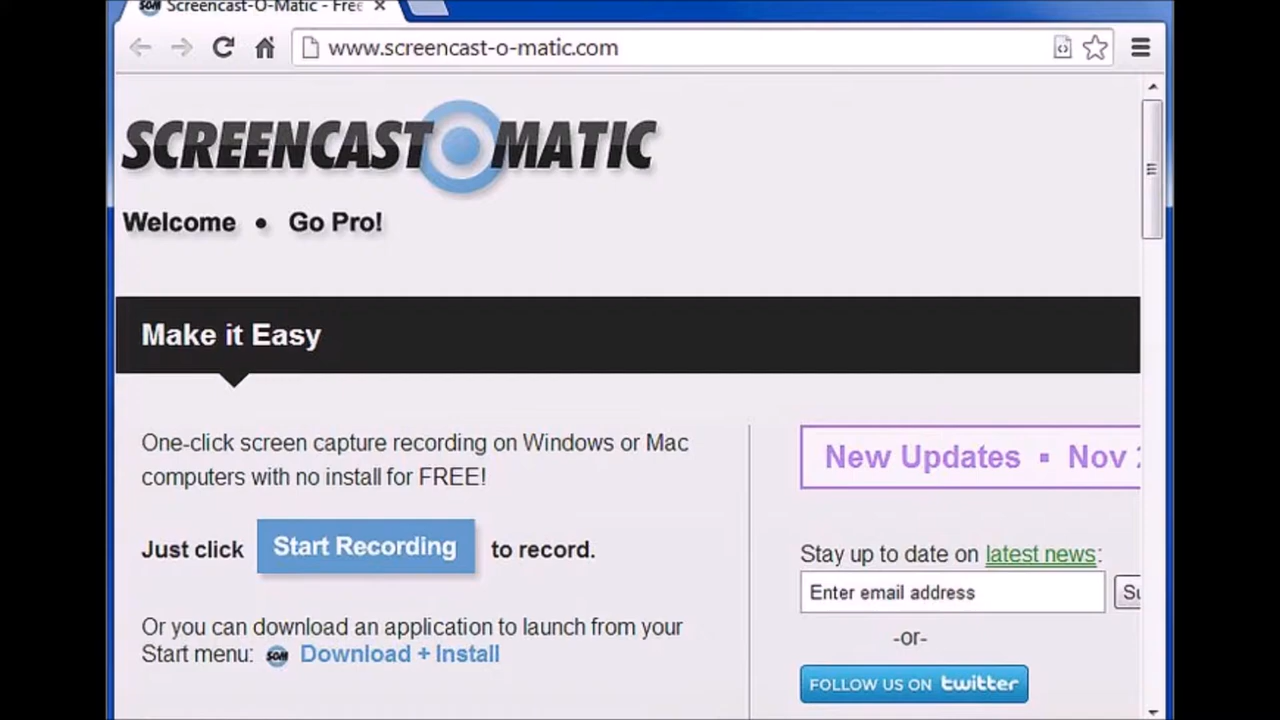 Screencast-O-Matic - Free
www.screencast-o-matic.com
SCREENCAST O MATIC
Welcome • Go Pro!
Make it Easy
One-click screen capture recording on Windows or Mac
computers with no install for FREE!
Just click Start Recording to record.
Or you can download an application to launch from your
Start menu: SOM Download + Install
New Updates ▪ Nov
Stay up to date on latest news:
Enter email address
-or-
FOLLOW US ON twitter